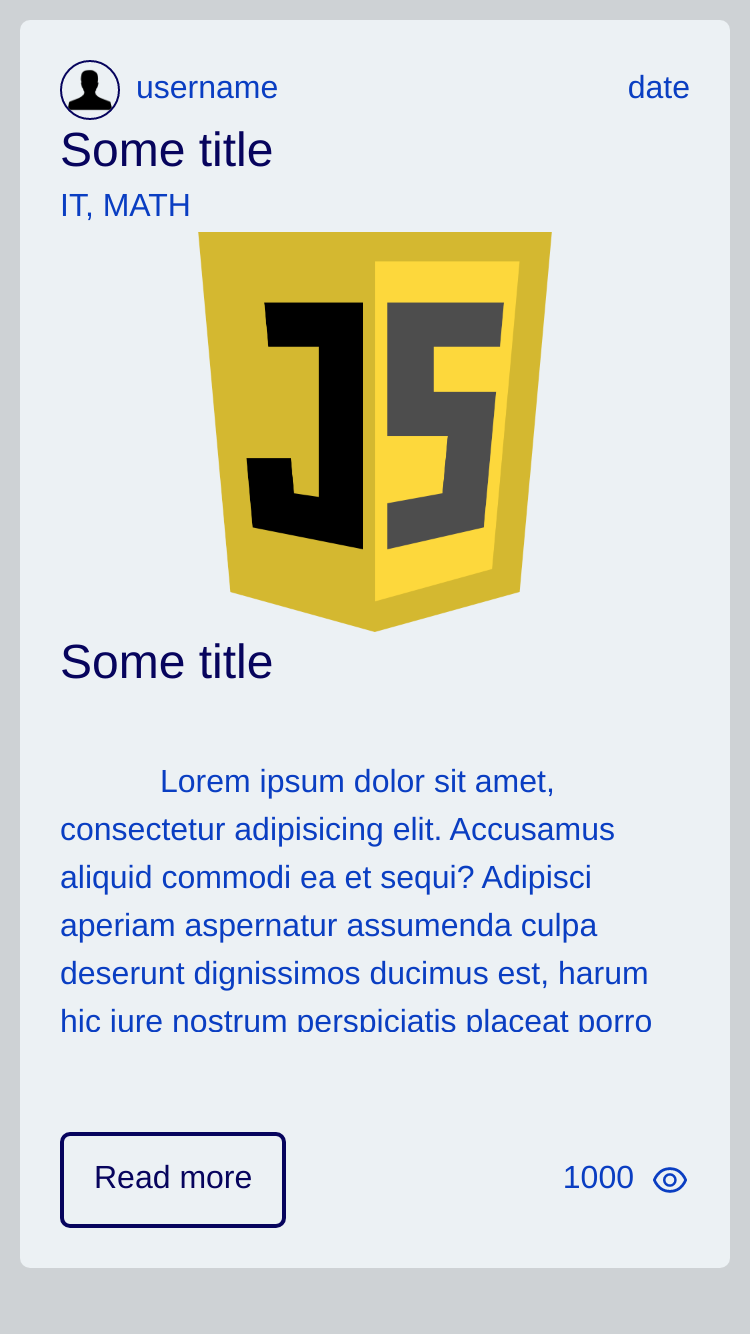 username date
Some title
IT, MATH
JS
Some title
Lorem ipsum dolor sit amet,
consectetur adipisicing elit. Accusamus
aliquid commodi ea et sequi? Adipisci
aperiam aspernatur assumenda culpa
deserunt dignissimos ducimus est, harum
hic iure nostrum perspiciatis placeat porro
Read more 1000